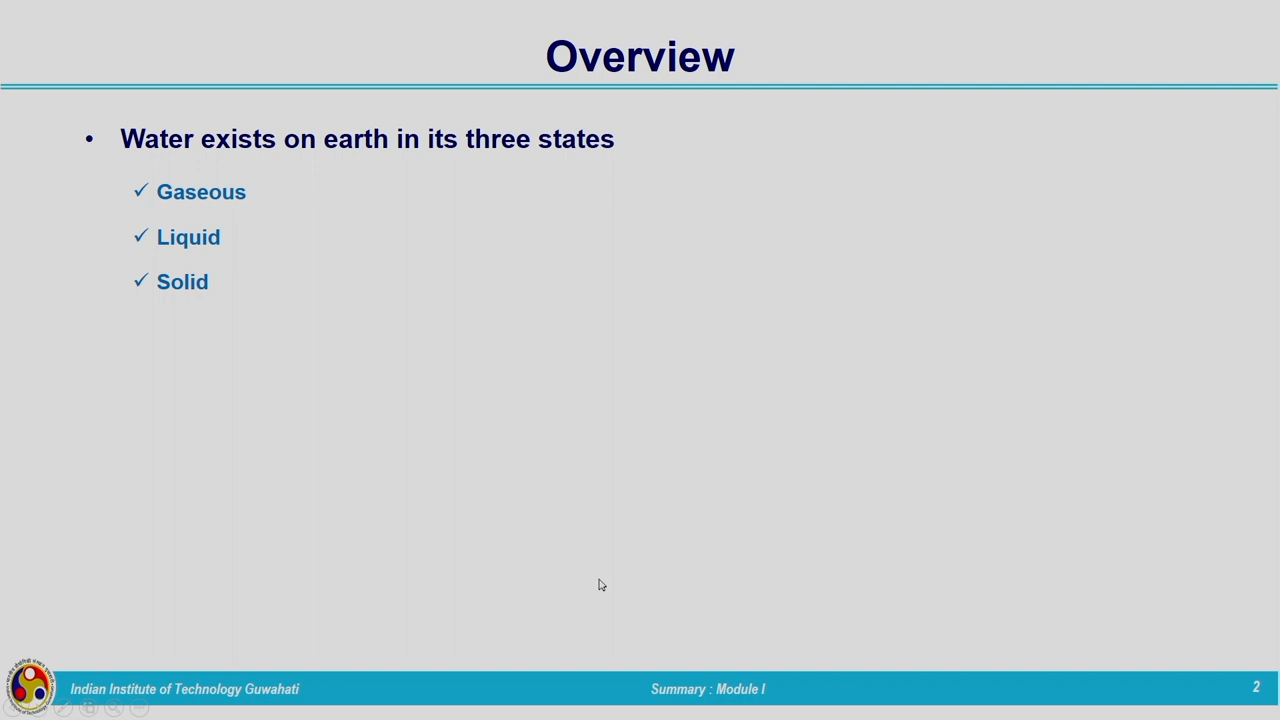 Overview
• Water exists on earth in its three states
✓ Gaseous
✓ Liquid
✓ Solid
Indian Institute of Technology Guwahati
Summary : Module I
2